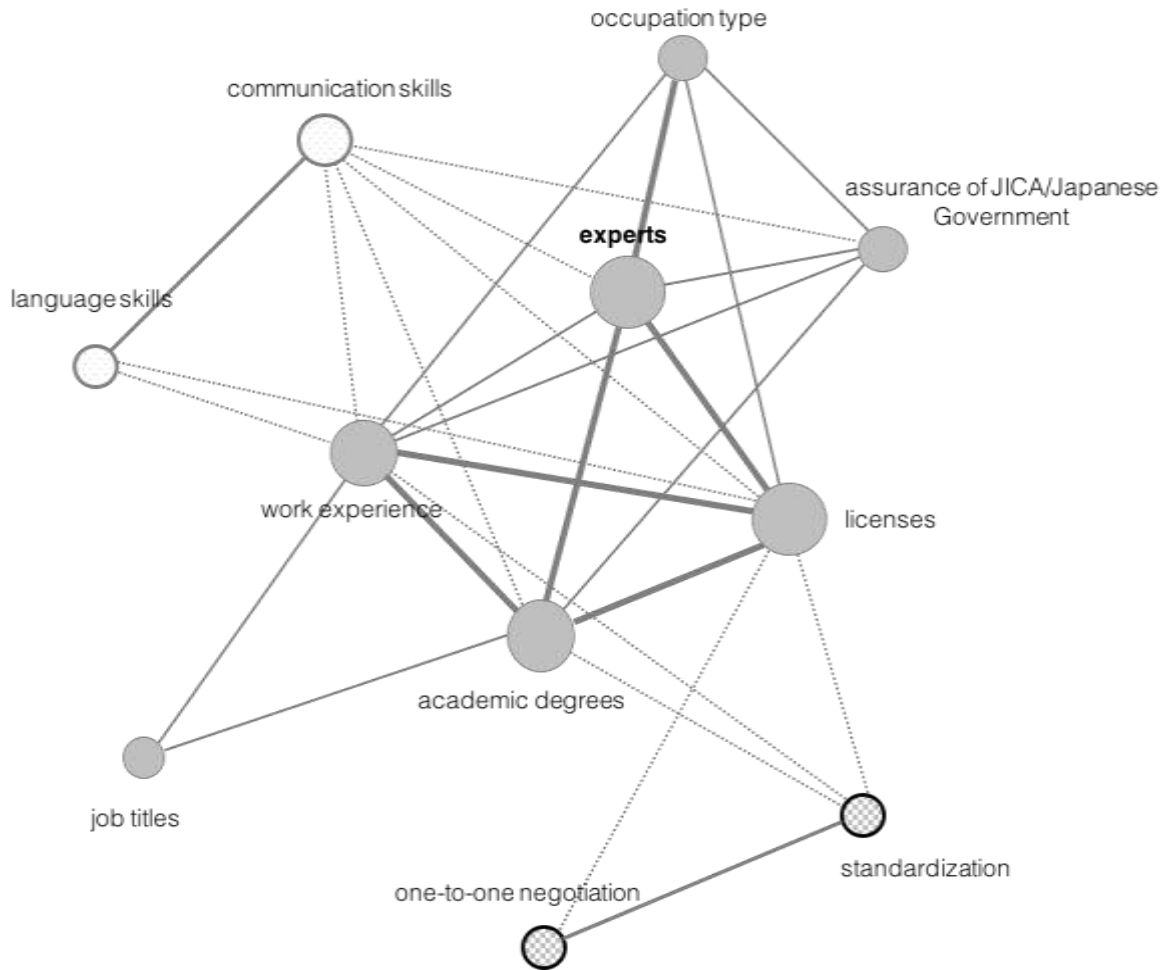 occupation type
communication skills
assurance of JICA/Japanese
Government
experts
language skills
work experience
licenses
academic degrees
job titles
standardization
one-to-one negotiation